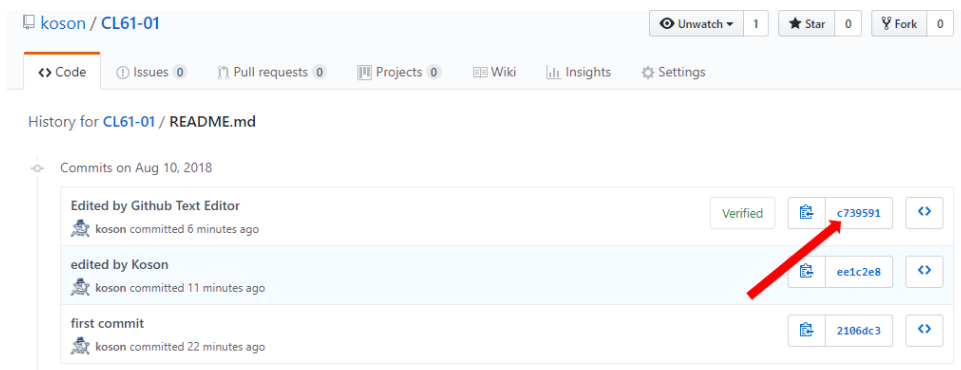 koson / CL61-01 Unwatch 1 Star 0 Fork 0
Code Issues 0 Pull requests 0 Projects 0 Wiki Insights Settings
History for CL61-01 / README.md
Commits on Aug 10, 2018
Edited by Github Text Editor
koson committed 6 minutes ago Verified c739591
edited by Koson
koson committed 11 minutes ago ee1c2e8
first commit
koson committed 22 minutes ago 2106dc3